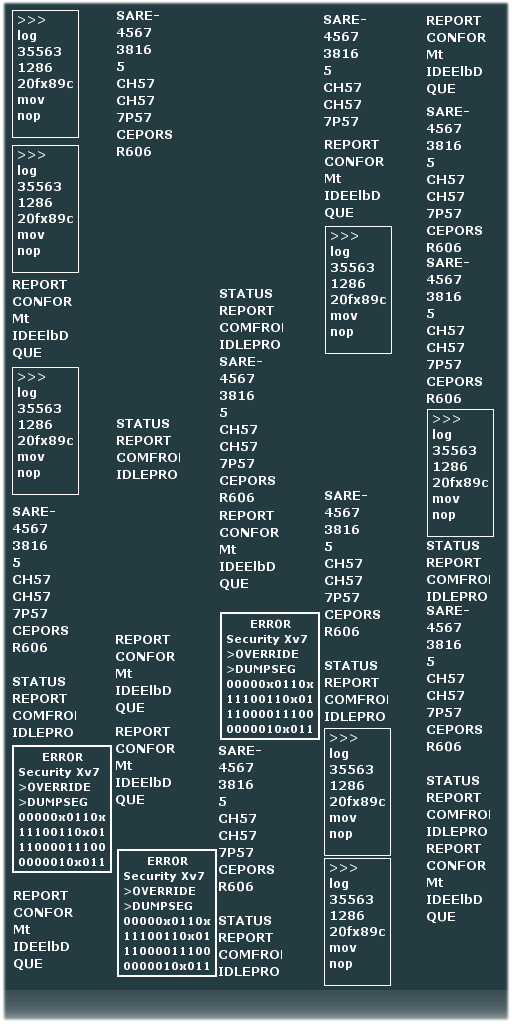 >>>
log
35563
1286
20fx89c
mov
nop
>>>
log
35563
1286
20fx89c
mov
nop
REPORT
CONFOR
Mt
IDEElbD
QUE
>>>
log
35563
1286
20fx89c
mov
nop
SARE-
4567
3816
5
CH57
CH57
7P57
CEPORS
R606
STATUS
REPORT
COMFROI
IDLEPRO
ERROR
Security Xv7
>OVERRIDE
>DUMPSEG
00000x0110x
11100110x01
11000011100
0000010x011
REPORT
CONFOR
Mt
IDEElbD
QUE
SARE-
4567
3816
5
CH57
CH57
7P57
CEPORS
R606
STATUS
REPORT
COMFROI
IDLEPRO
REPORT
CONFOR
Mt
IDEElbD
QUE
REPORT
CONFOR
Mt
IDEElbD
QUE
ERROR
Security Xv7
>OVERRIDE
>DUMPSEG
00000x0110x
11100110x01
11000011100
0000010x011
STATUS
REPORT
COMFROI
IDLEPRO
SARE-
4567
3816
5
CH57
CH57
7P57
CEPORS
R606
REPORT
CONFOR
Mt
IDEElbD
QUE
ERROR
Security Xv7
>OVERRIDE
>DUMPSEG
00000x0110x
11100110x01
11000011100
0000010x011
SARE-
4567
3816
5
CH57
CH57
7P57
CEPORS
R606
STATUS
REPORT
COMFROI
IDLEPRO
SARE-
4567
3816
5
CH57
CH57
7P57
REPORT
CONFOR
Mt
IDEElbD
QUE
>>>
log
35563
1286
20fx89c
mov
nop
SARE-
4567
3816
5
CH57
CH57
7P57
CEPORS
R606
STATUS
REPORT
COMFROI
IDLEPRO
>>>
log
35563
1286
20fx89c
mov
nop
>>>
log
35563
1286
20fx89c
mov
nop
REPORT
CONFOR
Mt
IDEElbD
QUE
SARE-
4567
3816
5
CH57
CH57
7P57
CEPORS
R606
SARE-
4567
3816
5
CH57
CH57
7P57
CEPORS
R606
>>>
log
35563
1286
20fx89c
mov
nop
STATUS
REPORT
COMFROI
IDLEPRO
SARE-
4567
3816
5
CH57
CH57
7P57
CEPORS
R606
STATUS
REPORT
COMFROI
IDLEPRO
REPORT
CONFOR
Mt
IDEElbD
QUE